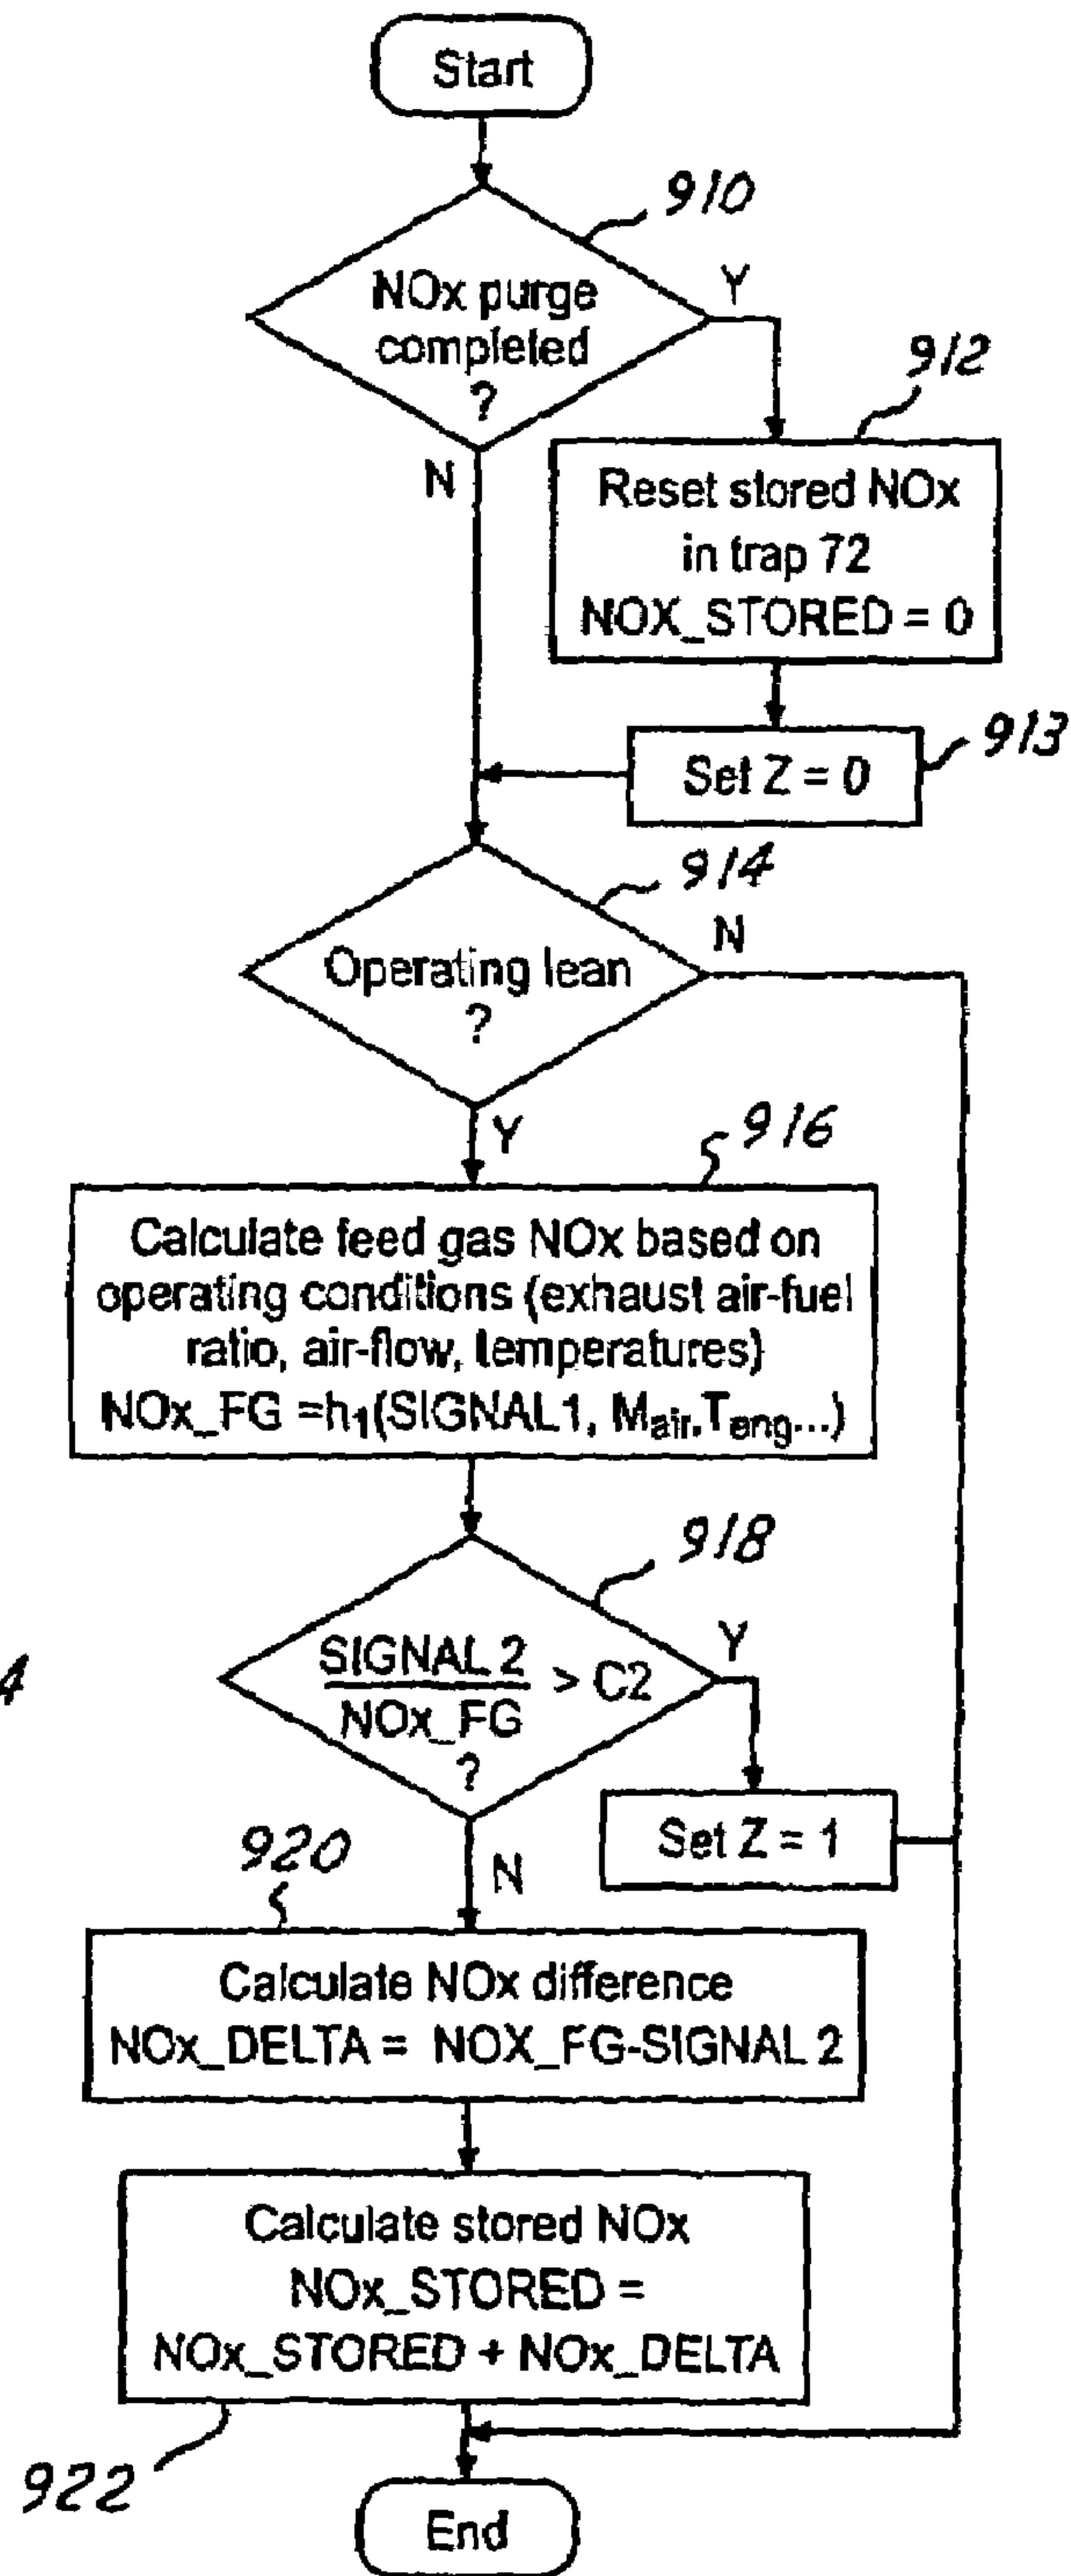 Start
910
NOx purge
completed
?
Y
N
912
Reset stored NOx
in trap 72
NOX_STORED = 0
913
Set Z = 0
914
Operating lean
?
N
Y
916
Calculate feed gas NOx based on
operating conditions (exhaust air-fuel
ratio, air-flow, temperatures)
NOx_FG =h1(SIGNAL1, Mair,Teng...)
918
SIGNAL 2
NOx_FG
> C2
?
Y
4
Set Z = 1
N
920
Calculate NOx difference
NOx_DELTA = NOX_FG-SIGNAL 2
Calculate stored NOx
NOx_STORED =
NOx_STORED + NOx_DELTA
922
End